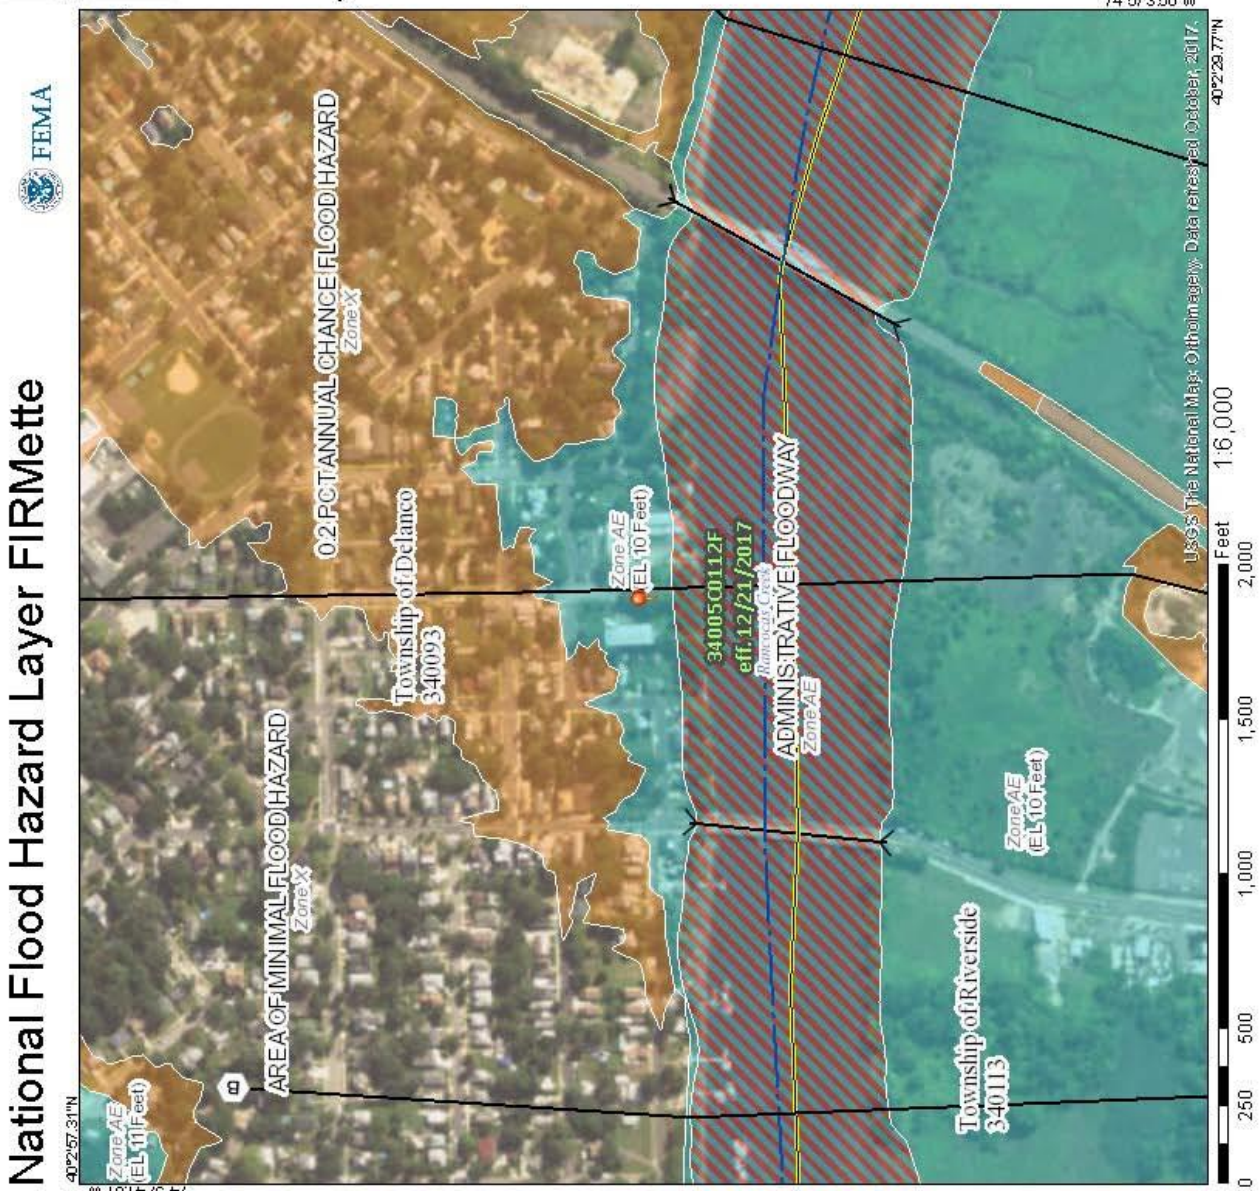 National Flood Hazard Layer FIRMette
FEMA
40°2'57.31"N
Zone AE
(EL 11 Feet)
B
AREA OF MINIMAL FLOOD HAZARD
Zone X
0.2 PCT ANNUAL CHANCE FLOOD HAZARD
Zone X
Township of Delanco
340093
Zone AE
(EL 10 Feet)
34005C0112F
eff. 12/21/2017
Rancocas Creek
ADMINISTRATIVE FLOODWAY
Zone AE
Township of Riverside
340113
Zone AE
(EL 10 Feet)
USGS The National Map: Orthoimagery. Data refreshed October, 2017.
40°2'29.77"N
0
250
500
1,000
1,500
2,000
Feet
1:6,000